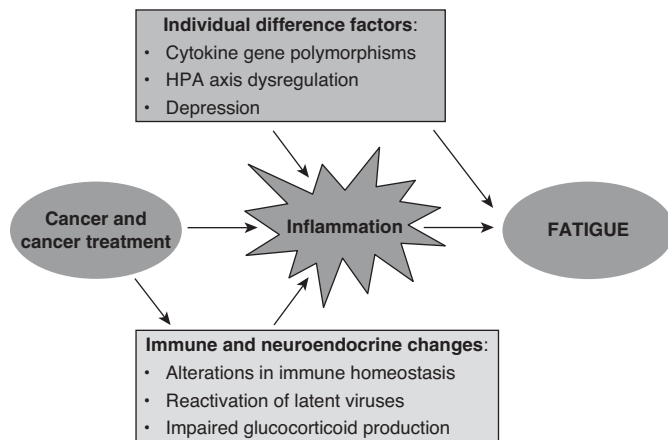 Individual difference factors:
• Cytokine gene polymorphisms
• HPA axis dysregulation
• Depression
Cancer and
cancer treatment
Inflammation
FATIGUE
Immune and neuroendocrine changes:
• Alterations in immune homeostasis
• Reactivation of latent viruses
• Impaired glucocorticoid production